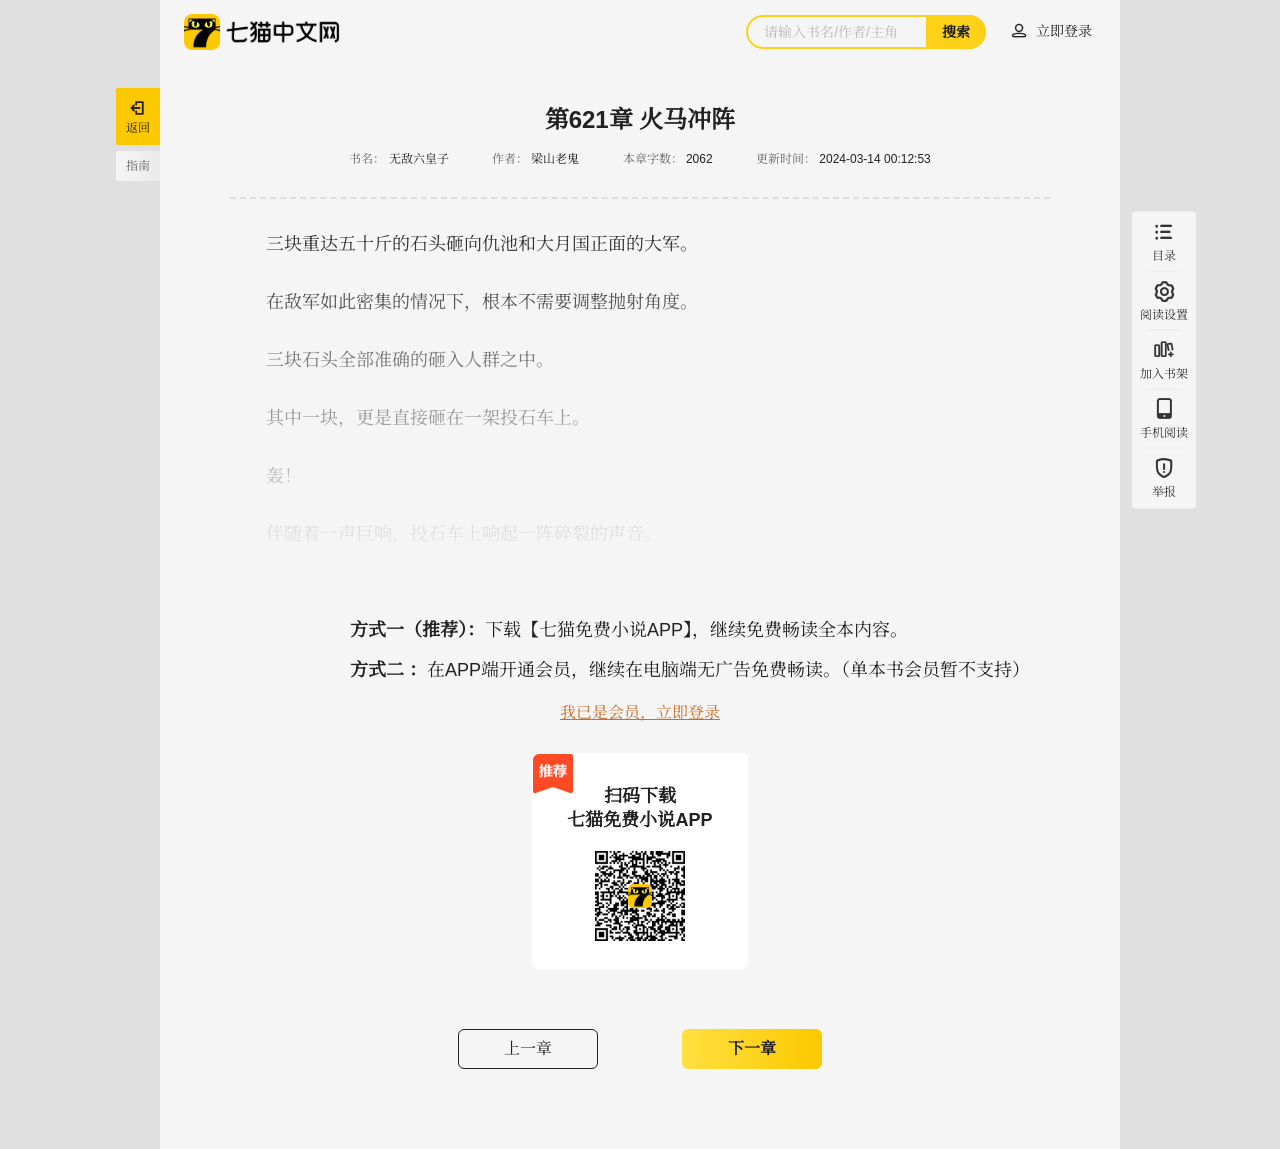 七猫中文网
请输入书名/作者/主角
搜索
立即登录
返回
指南
第621章 火马冲阵
书名： 无敌六皇子 作者： 梁山老鬼 本章字数： 2062 更新时间： 2024-03-14 00:12:53
三块重达五十斤的石头砸向仇池和大月国正面的大军。
在敌军如此密集的情况下，根本不需要调整抛射角度。
三块石头全部准确的砸入人群之中。
其中一块，更是直接砸在一架投石车上。
轰！
伴随着一声巨响，投石车上响起一阵碎裂的声音。
目录
阅读设置
加入书架
手机阅读
举报
方式一（推荐）：下载【七猫免费小说APP】，继续免费畅读全本内容。
方式二 ：在APP端开通会员，继续在电脑端无广告免费畅读。（单本书会员暂不支持）
我已是会员，立即登录
推荐
扫码下载
七猫免费小说APP
上一章
下一章